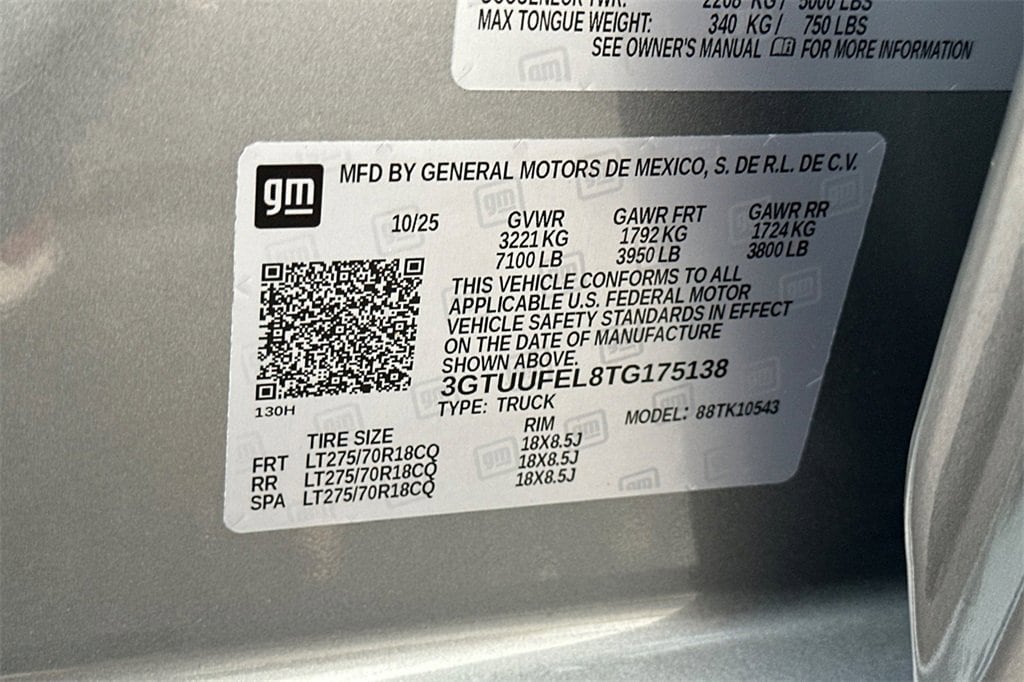 2268 KG/ 5000 LBS
MAX TONGUE WEIGHT: 340 KG/ 750 LBS
SEE OWNER'S MANUAL FOR MORE INFORMATION
gm
MFD BY GENERAL MOTORS DE MEXICO, S. DE R.L. DE C.V.
10/25 GVWR GAWR FRT GAWR RR
3221 KG 1792 KG 1724 KG
7100 LB 3950 LB 3800 LB
THIS VEHICLE CONFORMS TO ALL
APPLICABLE U.S. FEDERAL MOTOR
VEHICLE SAFETY STANDARDS IN EFFECT
ON THE DATE OF MANUFACTURE
SHOWN ABOVE.
3GTUUFEL8TG175138
130H
TYPE: TRUCK MODEL: 88TK10543
TIRE SIZE RIM
FRT LT275/70R18CQ 18X8.5J
RR LT275/70R18CQ 18X8.5J
SPA LT275/70R18CQ 18X8.5J